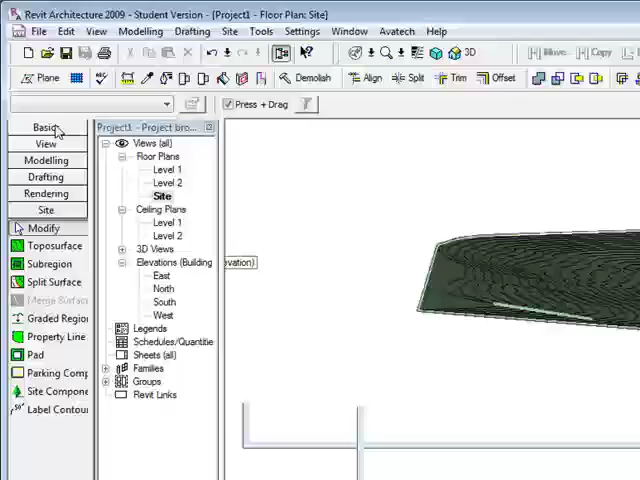 Revit Architecture 2009 - Student Version - [Project1 - Floor Plan: Site]
File Edit View Modelling Drafting Site Tools Settings Window Avatech Help
3D Move Copy
Plane Demolish Align Split Trim Offset
Press + Drag
Basic
View
Modelling
Drafting
Rendering
Site
Modify
Toposurface
Subregion
Split Surface
Merge Surfac
Graded Regio
Property Line
Pad
Parking Comp
Site Compone
Label Contou
Project1 - Project bro...
Views (all)
Floor Plans
Level 1
Level 2
Site
Ceiling Plans
Level 1
Level 2
3D Views
Elevations (Building
East
North
South
West
Legends
Schedules/Quantitie
Sheets (all)
Families
Groups
Revit Links
evation)